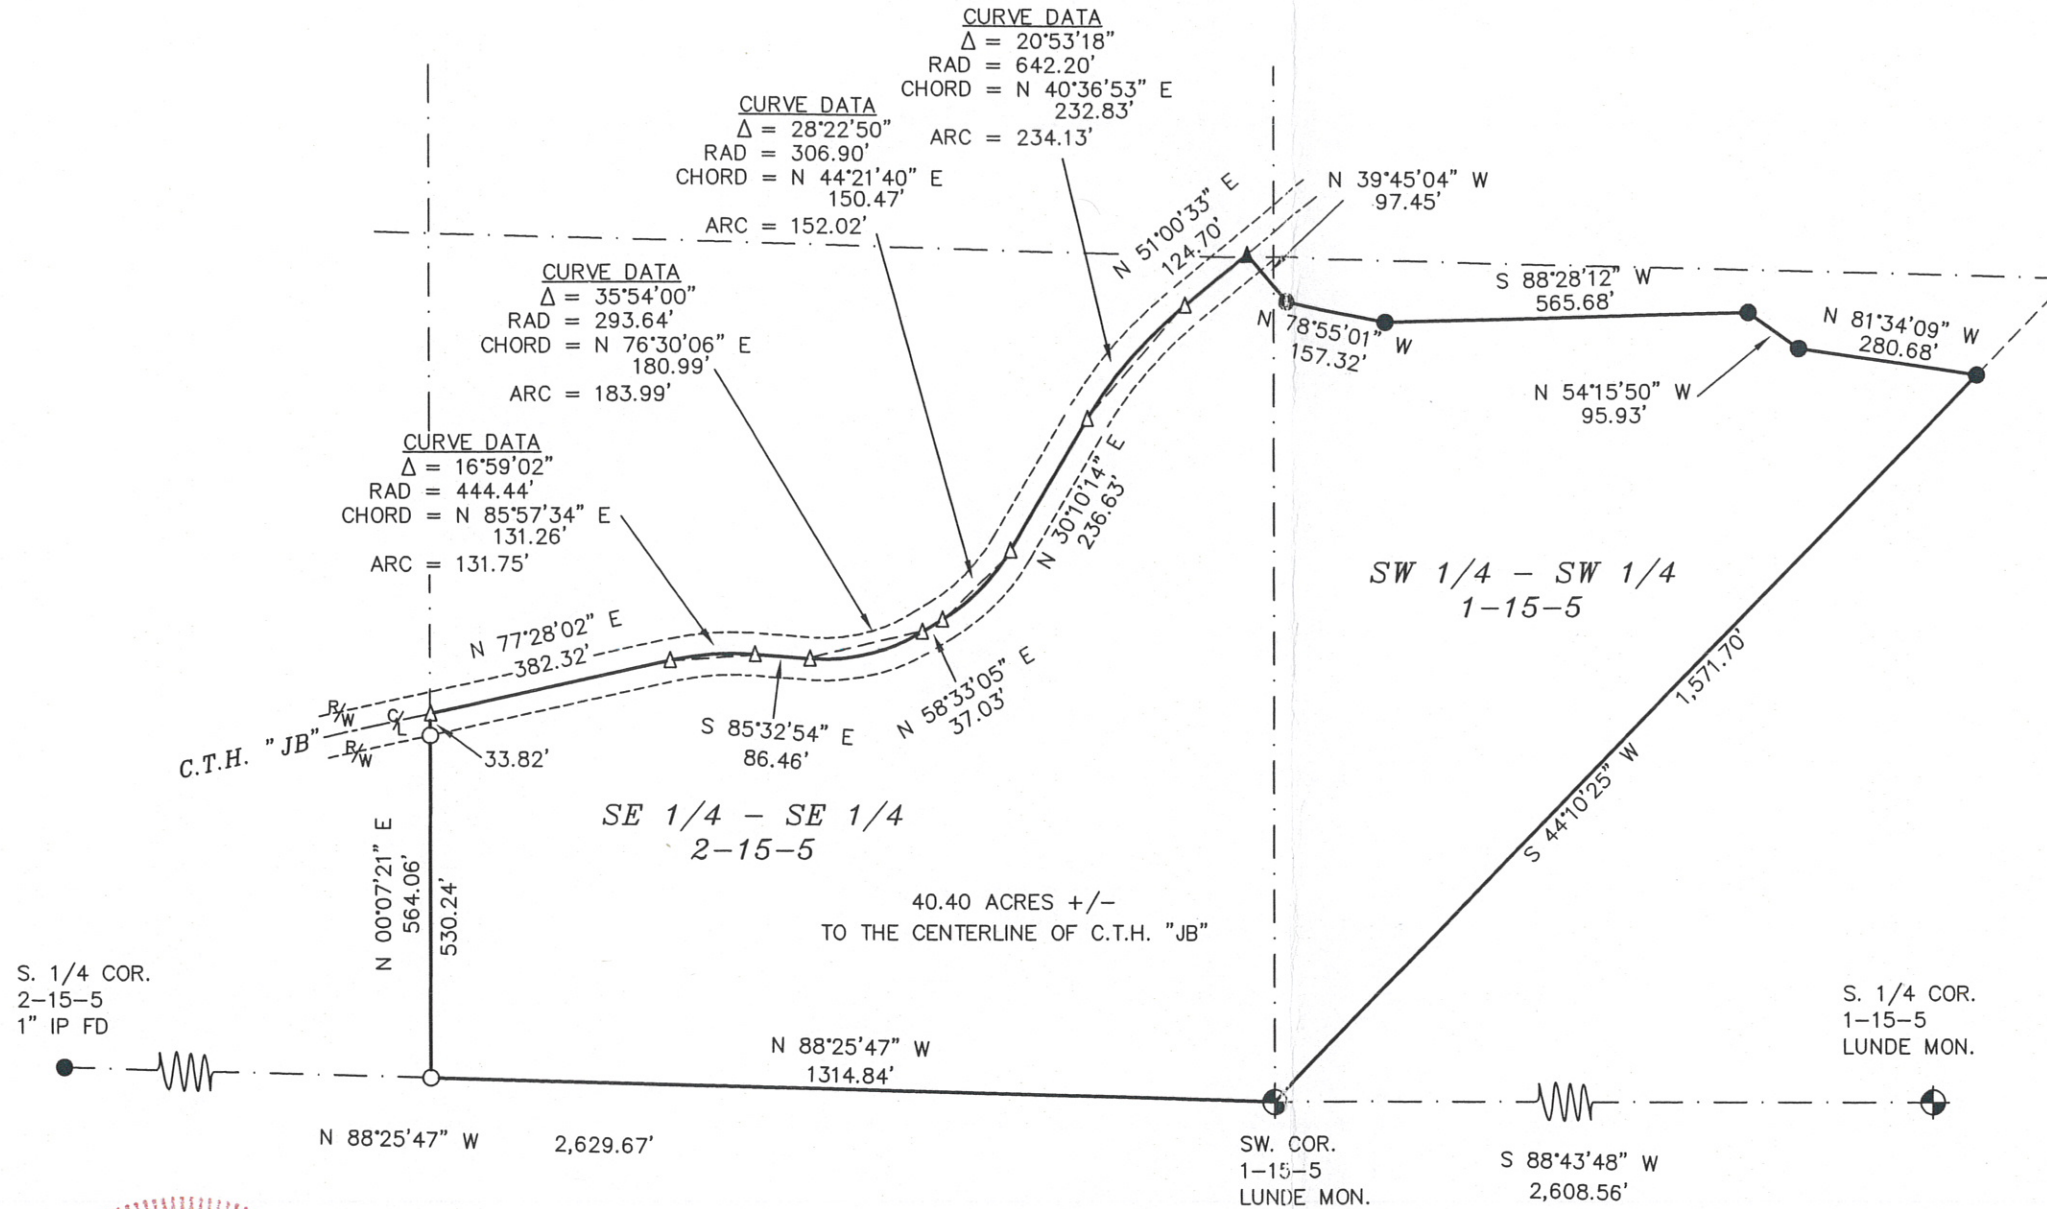 CURVE DATA
Δ = 20°53'18"
RAD = 642.20'
CHORD = N 40°36'53" E
232.83'
ARC = 234.13'
CURVE DATA
Δ = 28°22'50"
RAD = 306.90'
CHORD = N 44°21'40" E
150.47'
ARC = 152.02'
CURVE DATA
Δ = 35°54'00"
RAD = 293.64'
CHORD = N 76°30'06" E
180.99'
ARC = 183.99'
CURVE DATA
Δ = 16°59'02"
RAD = 444.44'
CHORD = N 85°57'34" E
131.26'
ARC = 131.75'
N 51°00'33" E
124.70'
N 39°45'04" W
97.45'
S 88°28'12" W
565.68'
N 78°55'01" W
157.32'
N 81°34'09" W
280.68'
N 54°15'50" W
95.93'
N 30°10'14" E
236.63'
SW 1/4 - SW 1/4
1-15-5
N 77°28'02" E
382.32'
N 58°33'05" E
37.03'
S 85°32'54" E
86.46'
R/W
C/L
R/W
C.T.H. "JB"
33.82'
1,571.70'
S 44°10'25" W
SE 1/4 - SE 1/4
2-15-5
N 00°07'21" E
564.06'
530.24'
40.40 ACRES +/-
TO THE CENTERLINE OF C.T.H. "JB"
S. 1/4 COR.
2-15-5
1" IP FD
S. 1/4 COR.
1-15-5
LUNDE MON.
N 88°25'47" W
1314.84'
N 88°25'47" W 2,629.67'
SW. COR.
1-15-5
LUNDE MON.
S 88°43'48" W
2,608.56'